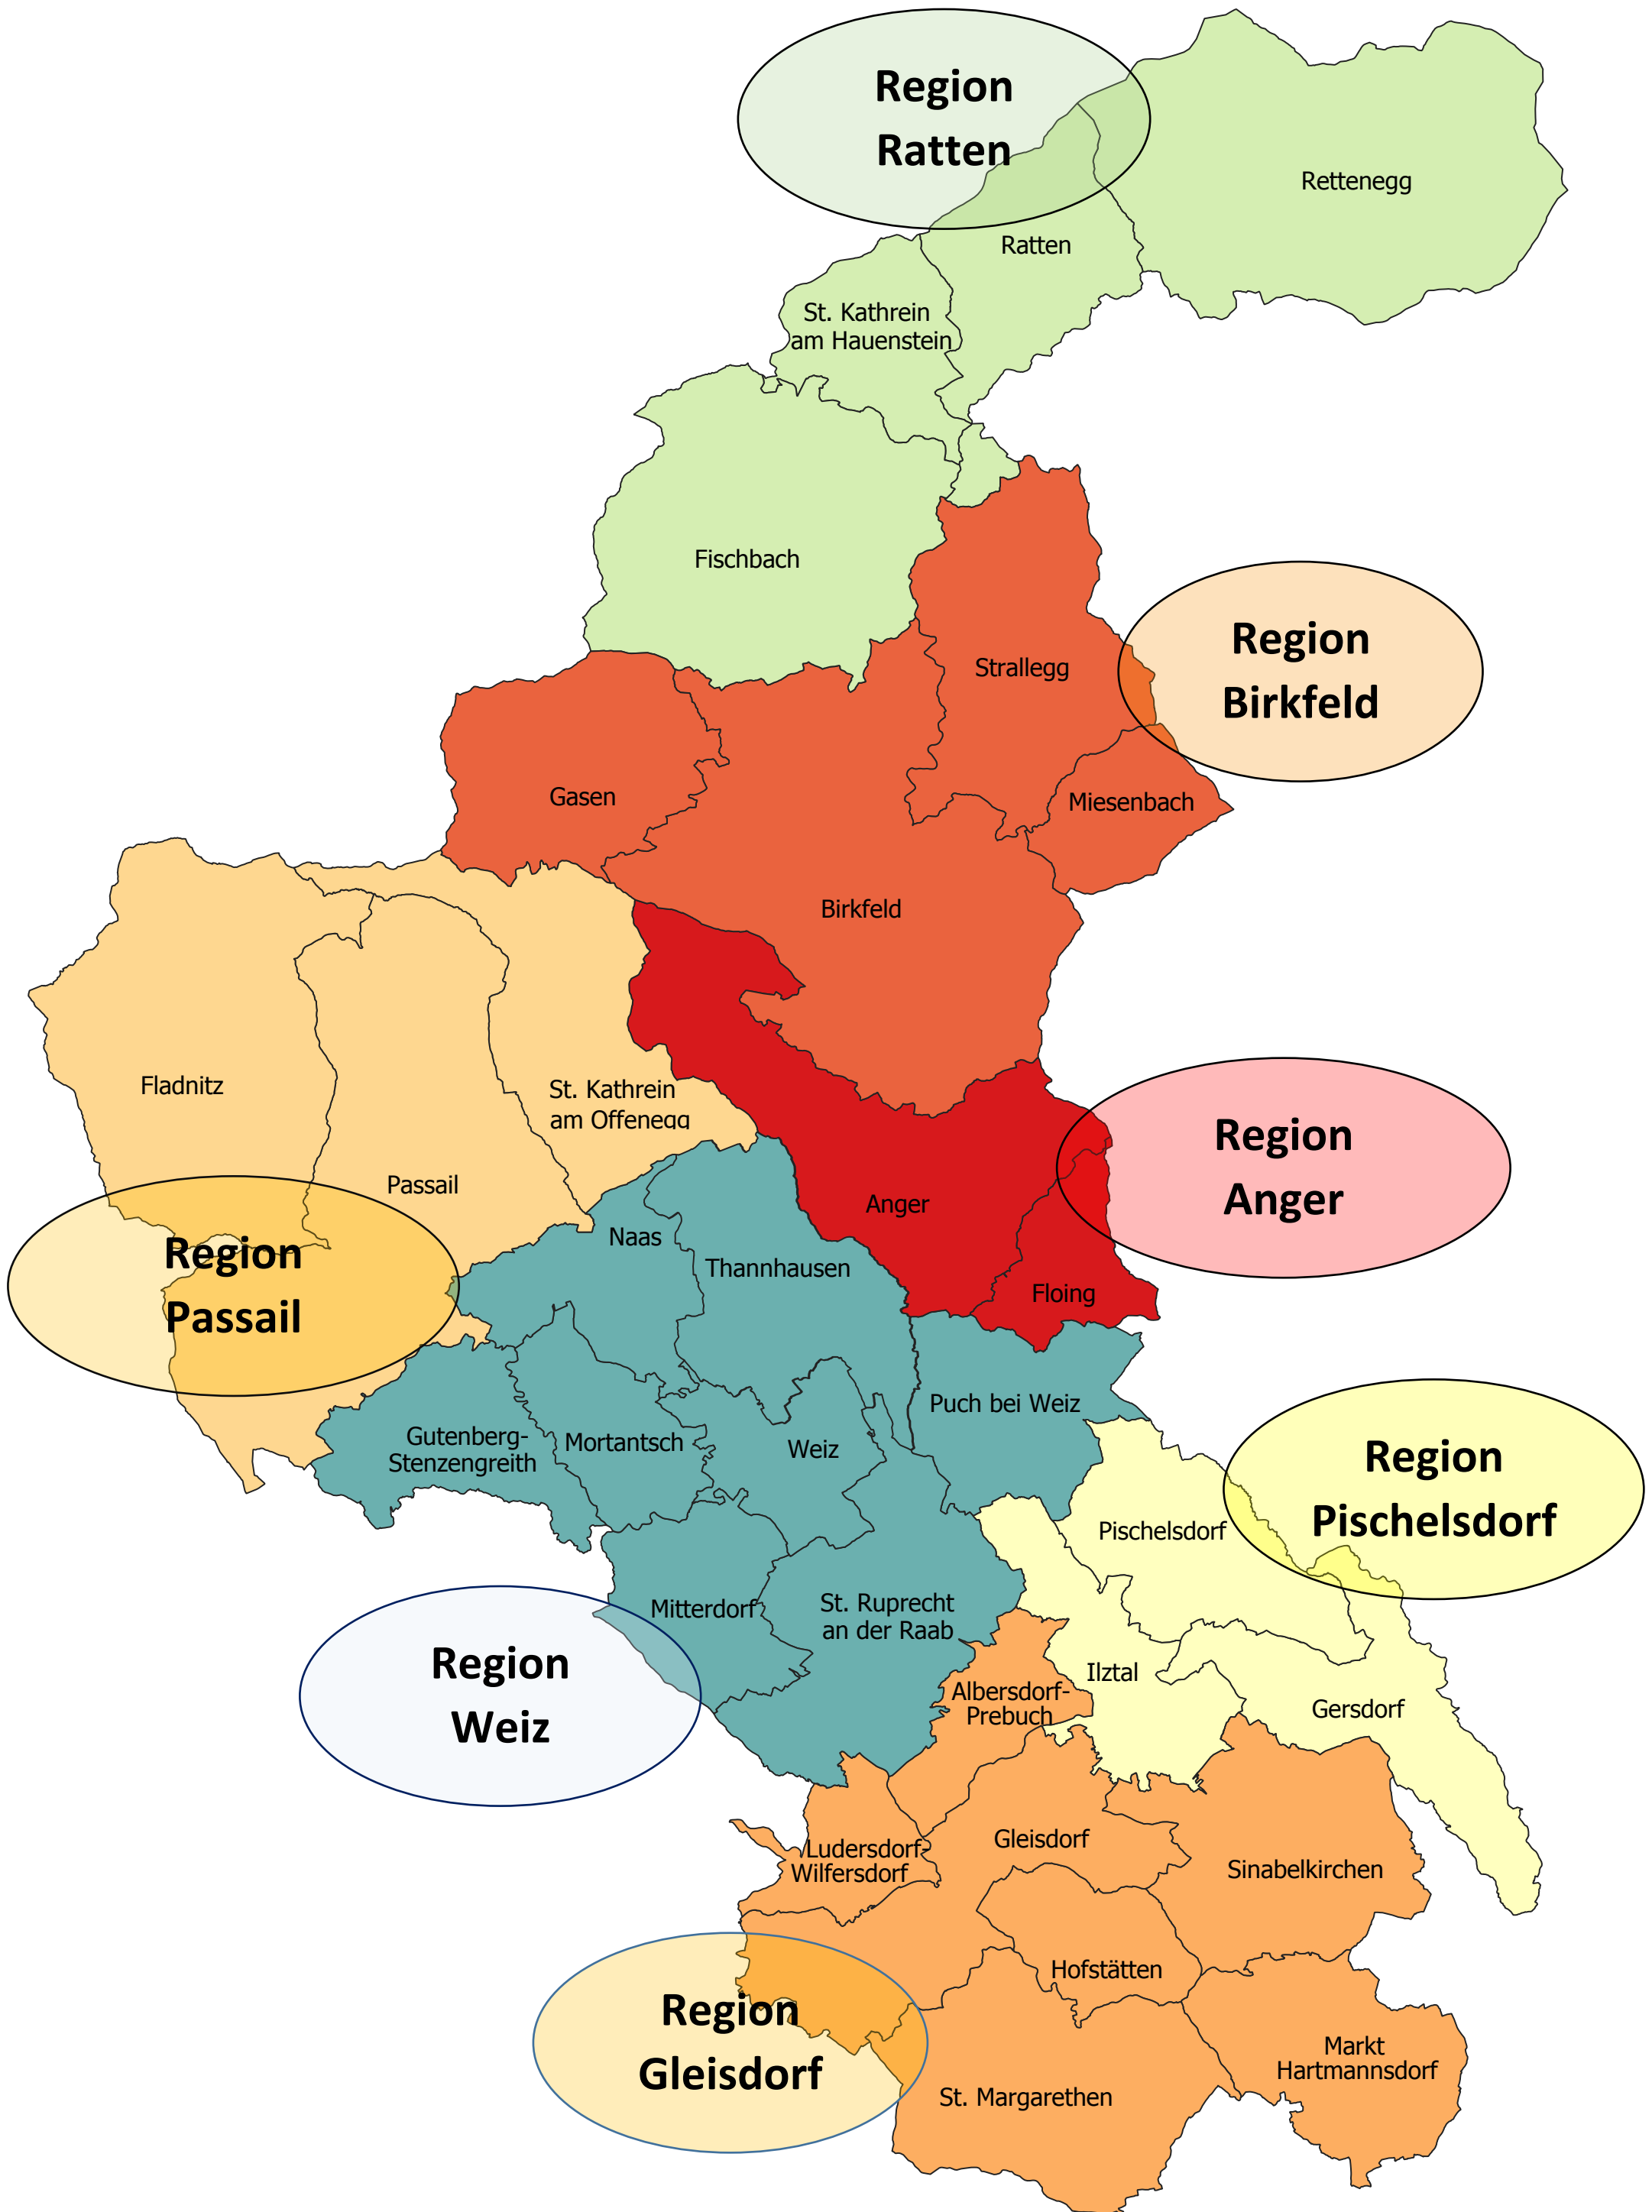 Region
Ratten
Rettenegg
Ratten
St. Kathrein
am Hauenstein
Fischbach
Region
Birkfeld
Strallegg
Gasen
Miesenbach
Birkfeld
Fladnitz
St. Kathrein
am Offenegg
Region
Anger
Passail
Anger
Naas
Region
Passail
Thannhausen
Floing
Puch bei Weiz
Gutenberg-
Stenzengreith
Mortantsch
Weiz
Region
Pischelsdorf
Pischelsdorf
Mitterdorf
St. Ruprecht
an der Raab
Region
Weiz
Ilztal
Albersdorf-
Prebuch
Gersdorf
Ludersdorf-
Wilfersdorf
Gleisdorf
Sinabelkirchen
Hofstätten
Region
Gleisdorf
Markt
Hartmannsdorf
St. Margarethen